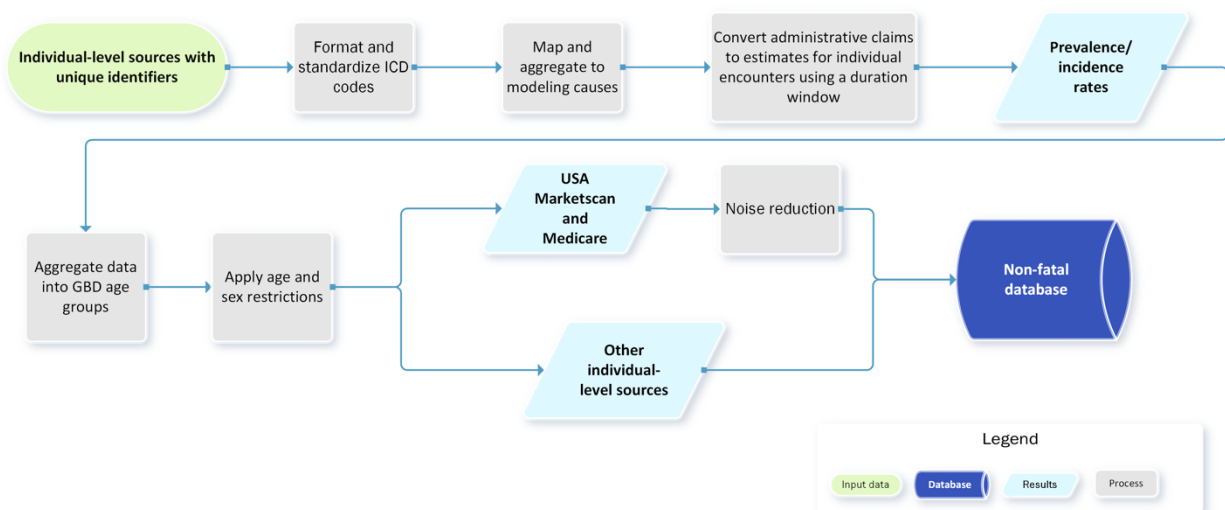 Individual-level sources with
unique identifiers
Format and
standardize ICD
codes
Map and
aggregate to
modeling causes
Convert administrative claims
to estimates for individual
encounters using a duration
window
Prevalence/
incidence
rates
Aggregate data
into GBD age
groups
Apply age and
sex restrictions
USA
Marketscan
and
Medicare
Noise reduction
Other
individual-
level sources
Non-fatal
database
Legend
Input data
Database
Results
Process